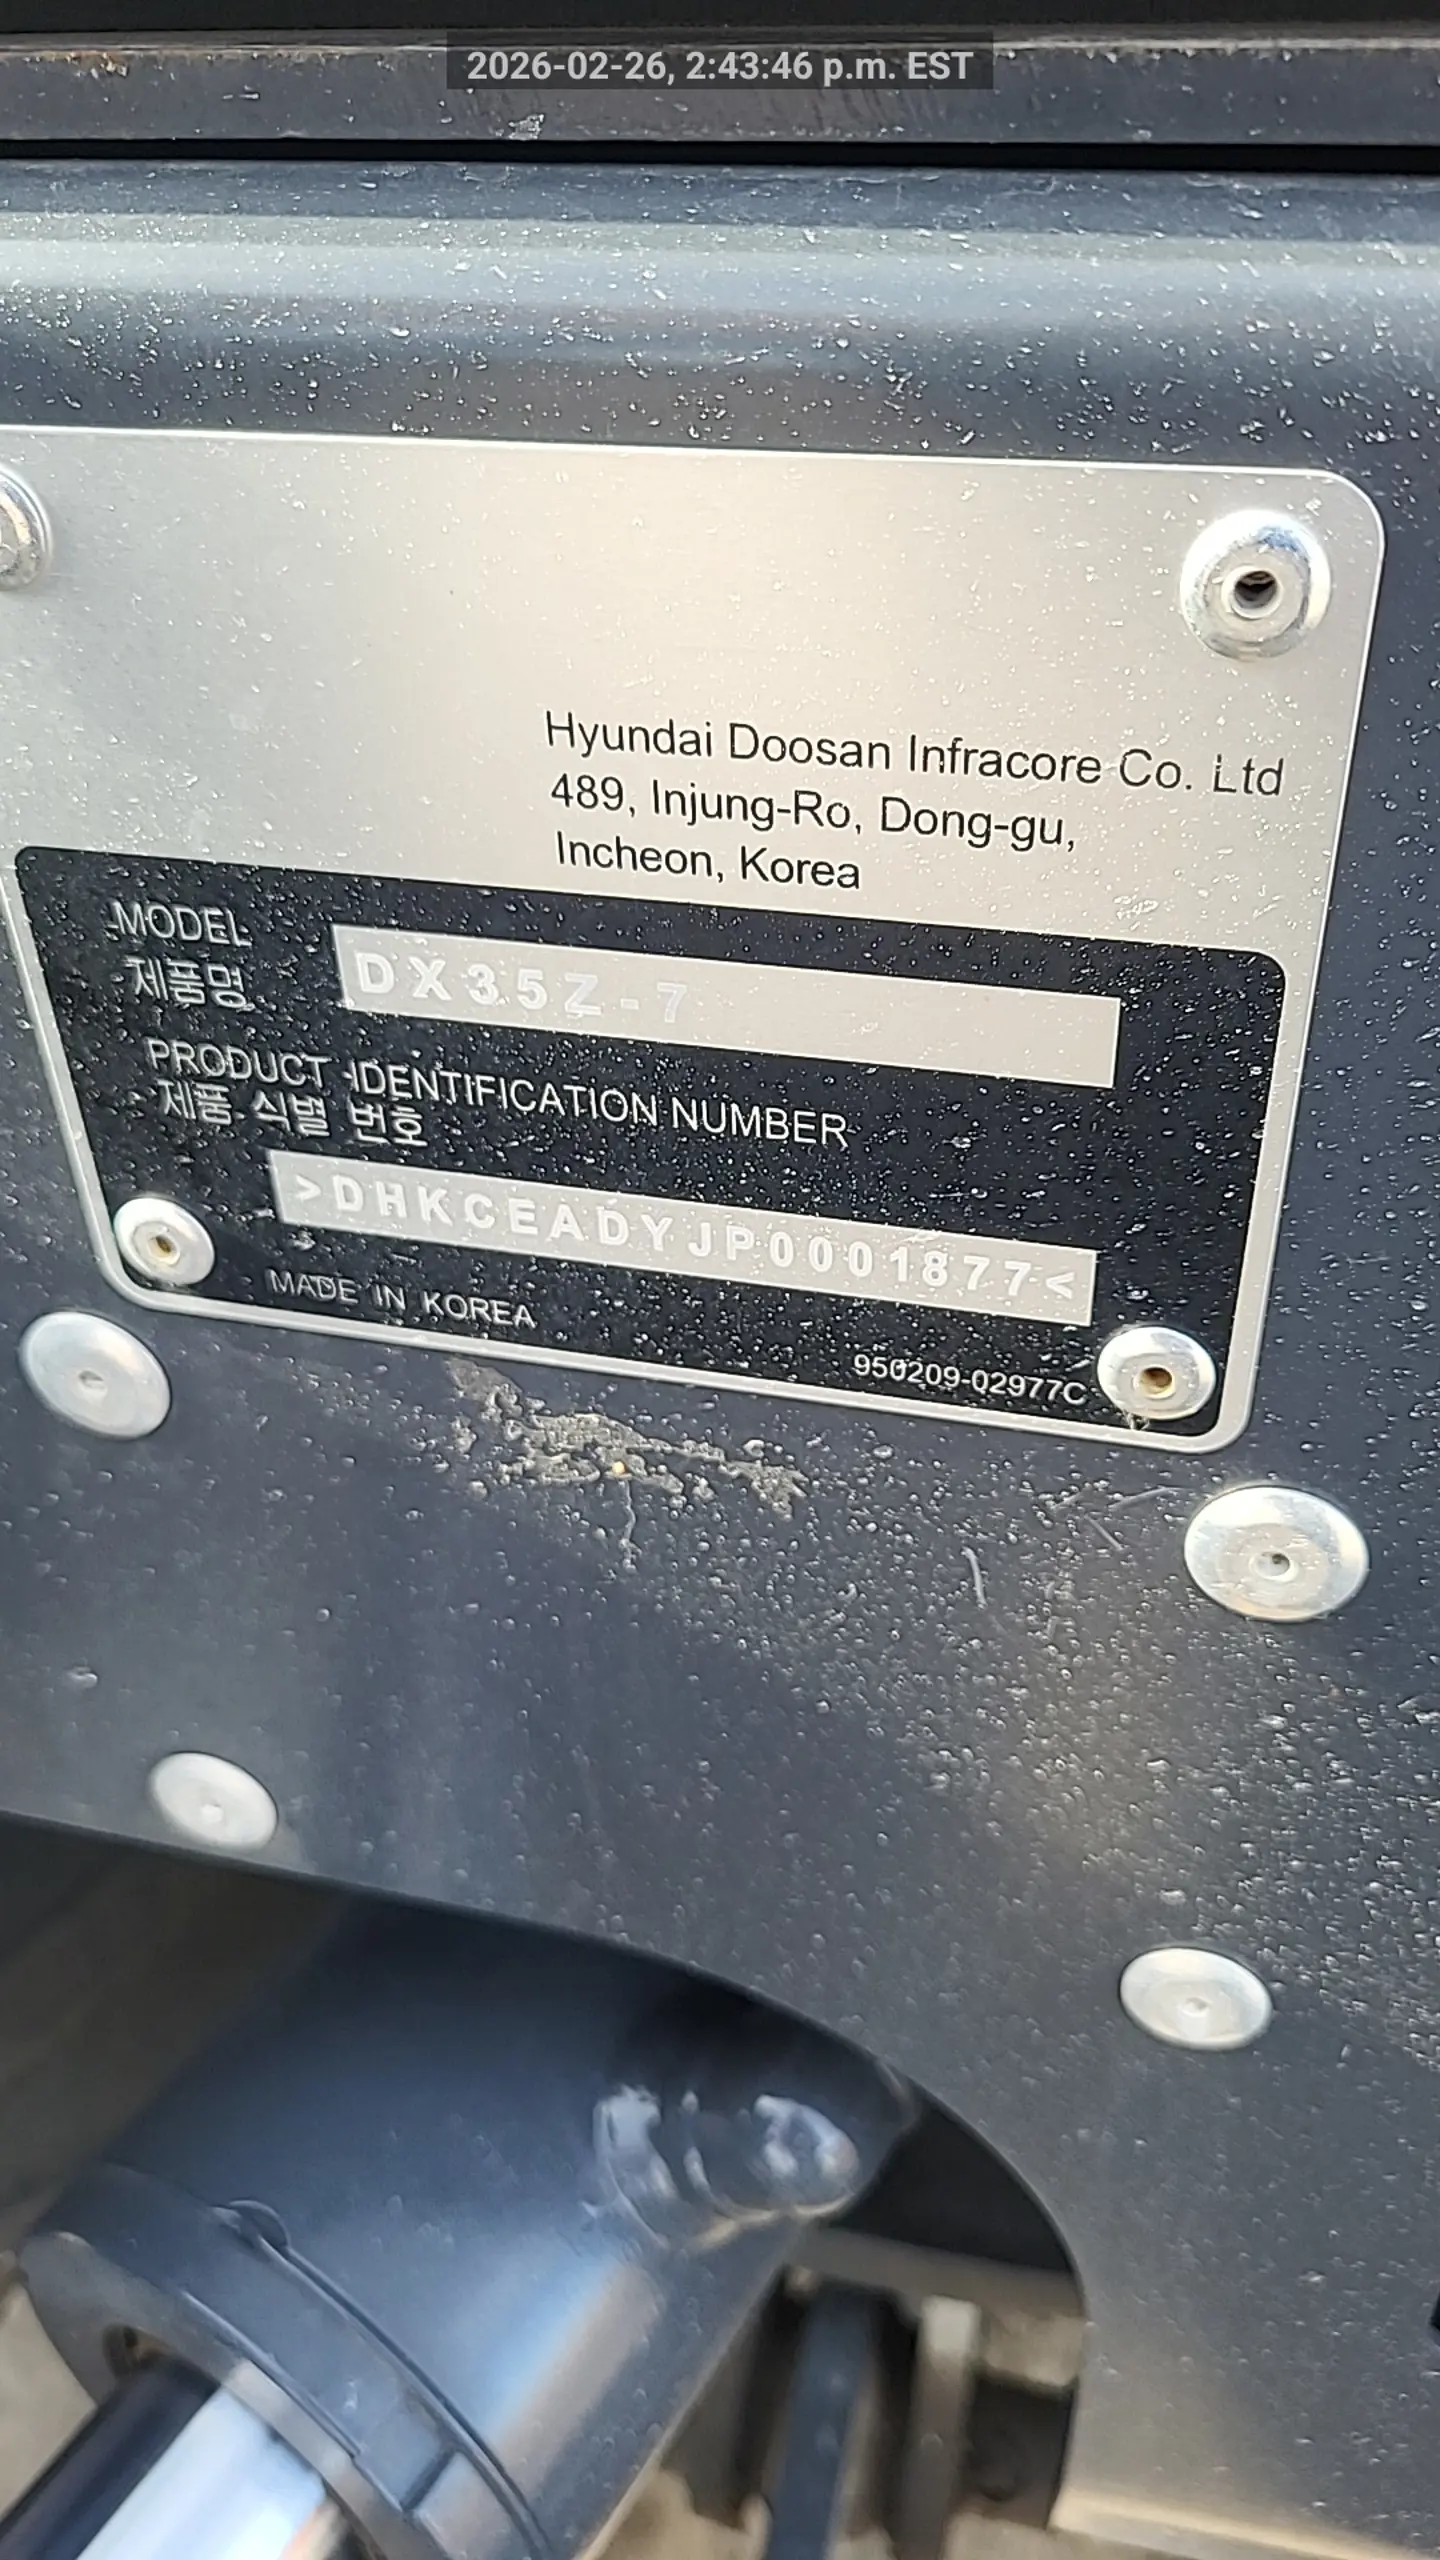 2026-02-26, 2:43:46 p.m. EST
Hyundai Doosan Infracore Co. Ltd
489, Injung-Ro, Dong-gu,
Incheon, Korea
MODEL
제품명
DX35Z-7
PRODUCT IDENTIFICATION NUMBER
제품 식별 번호
>DHKCEADYJP0001877<
MADE IN KOREA
950209-02977C